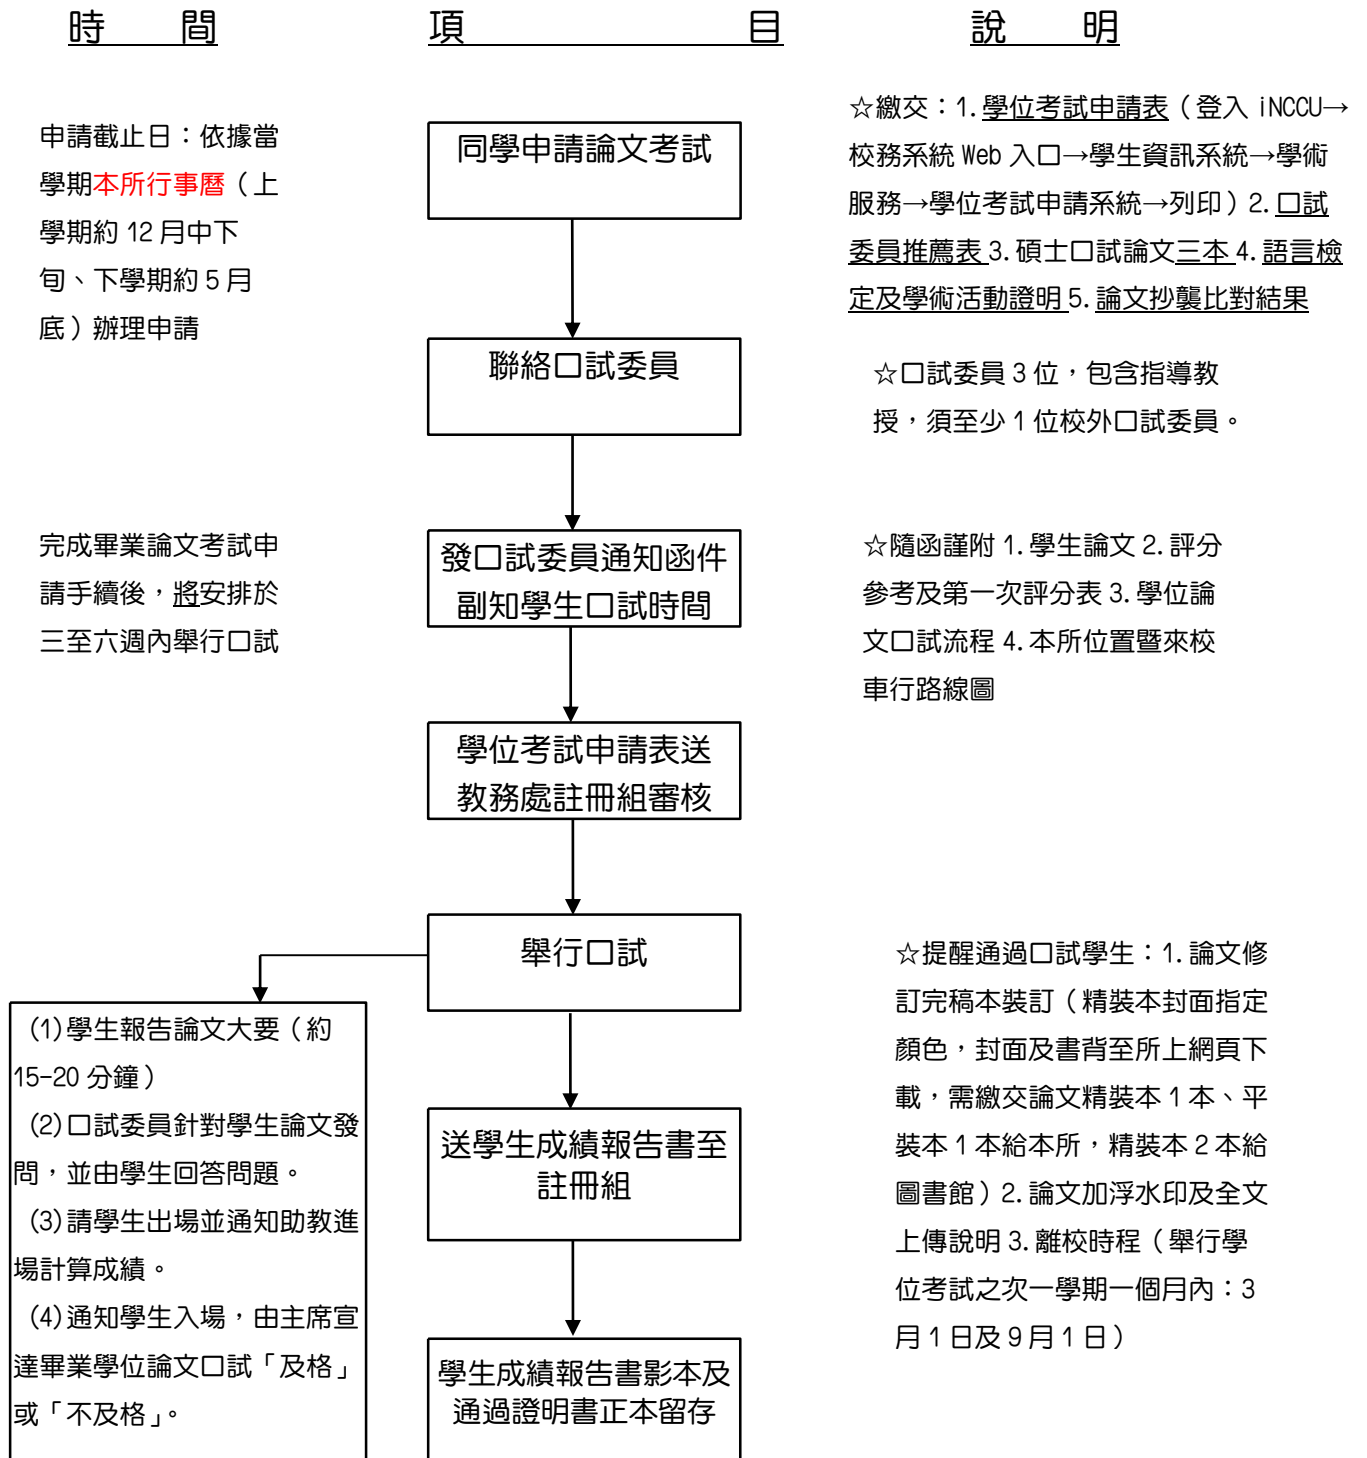 時　　間
項　　　　　　　目
說　　明
申請截止日：依據當
學期本所行事曆（上
學期約 12 月中下
旬、下學期約 5 月
底）辦理申請
同學申請論文考試
☆繳交：1.學位考試申請表（登入 iNCCU→
校務系統 Web 入口→學生資訊系統→學術
服務→學位考試申請系統→列印）2.口試
委員推薦表 3.碩士口試論文三本 4.語言檢
定及學術活動證明 5.論文抄襲比對結果
聯絡口試委員
☆口試委員 3 位，包含指導教
授，須至少 1 位校外口試委員。
完成畢業論文考試申
請手續後，將安排於
三至六週內舉行口試
發口試委員通知函件
副知學生口試時間
☆隨函謹附 1.學生論文 2.評分
參考及第一次評分表 3.學位論
文口試流程 4.本所位置暨來校
車行路線圖
學位考試申請表送
教務處註冊組審核
舉行口試
(1)學生報告論文大要（約
15-20 分鐘）
(2)口試委員針對學生論文發
問，並由學生回答問題。
(3)請學生出場並通知助教進
場計算成績。
(4)通知學生入場，由主席宣
達畢業學位論文口試「及格」
或「不及格」。
送學生成績報告書至
註冊組
學生成績報告書影本及
通過證明書正本留存
☆提醒通過口試學生：1.論文修
訂完稿本裝訂（精裝本封面指定
顏色，封面及書背至所上網頁下
載，需繳交論文精裝本 1 本、平
裝本 1 本給本所，精裝本 2 本給
圖書館）2.論文加浮水印及全文
上傳說明 3.離校時程（舉行學
位考試之次一學期一個月內：3
月 1 日及 9 月 1 日）